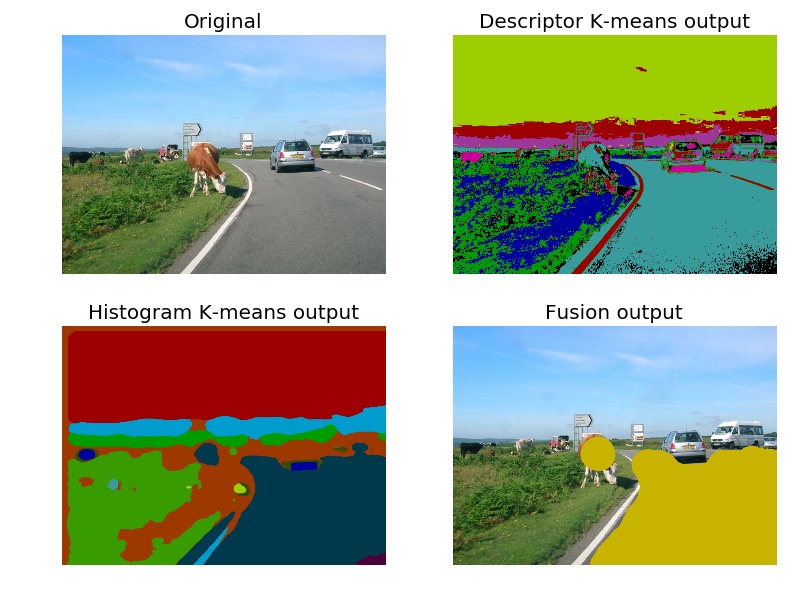 Original
Descriptor K-means output
Histogram K-means output
Fusion output